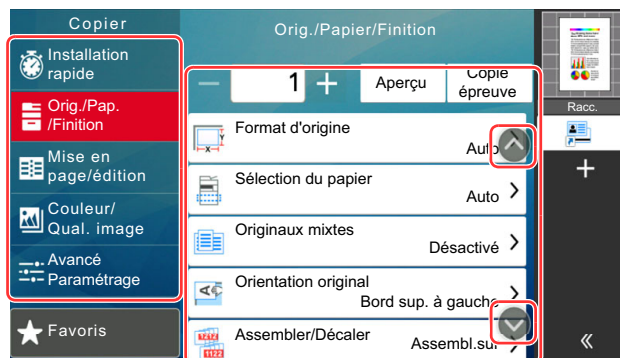 Copier
Orig./Papier/Finition
Installation
rapide
Orig./Pap.
/Finition
Mise en
page/édition
Couleur/
Qual. image
Avancé
Paramétrage
Favoris
1
Aperçu
Copie
épreuve
Format d'origine
Auto
Sélection du papier
Auto
Originaux mixtes
Désactivé
Orientation original
Bord sup. à gauche
Assembler/Décaler
Assembl.sur
1122
Racc.